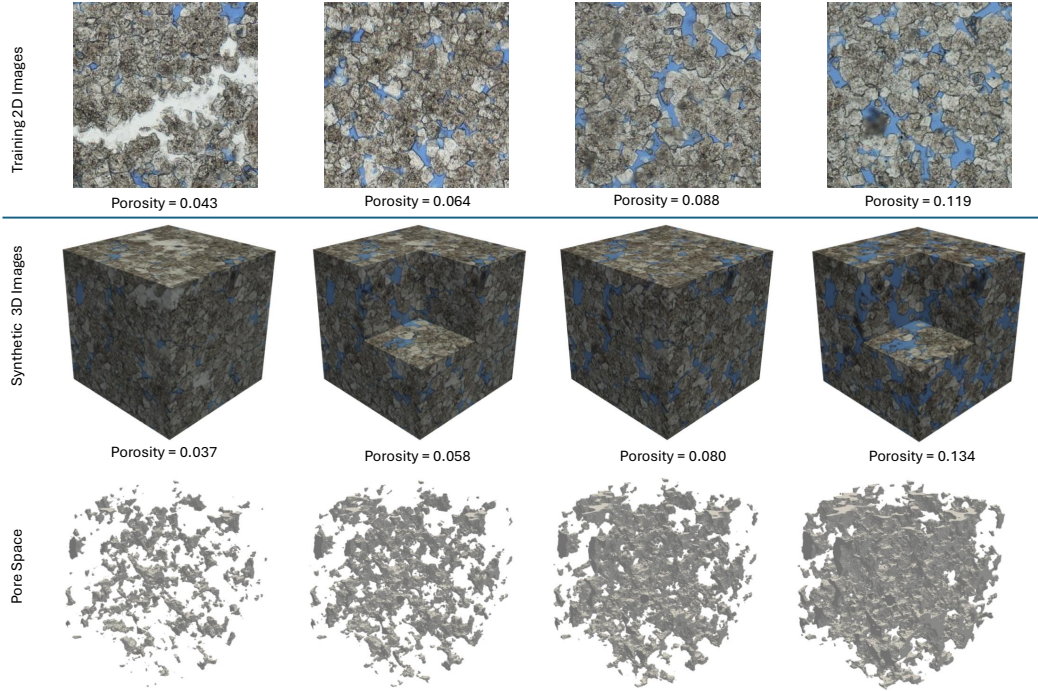 Training 2D Images
Porosity = 0.043
Porosity = 0.064
Porosity = 0.088
Porosity = 0.119
Synthetic 3D Images
Porosity = 0.037
Porosity = 0.058
Porosity = 0.080
Porosity = 0.134
Pore Space